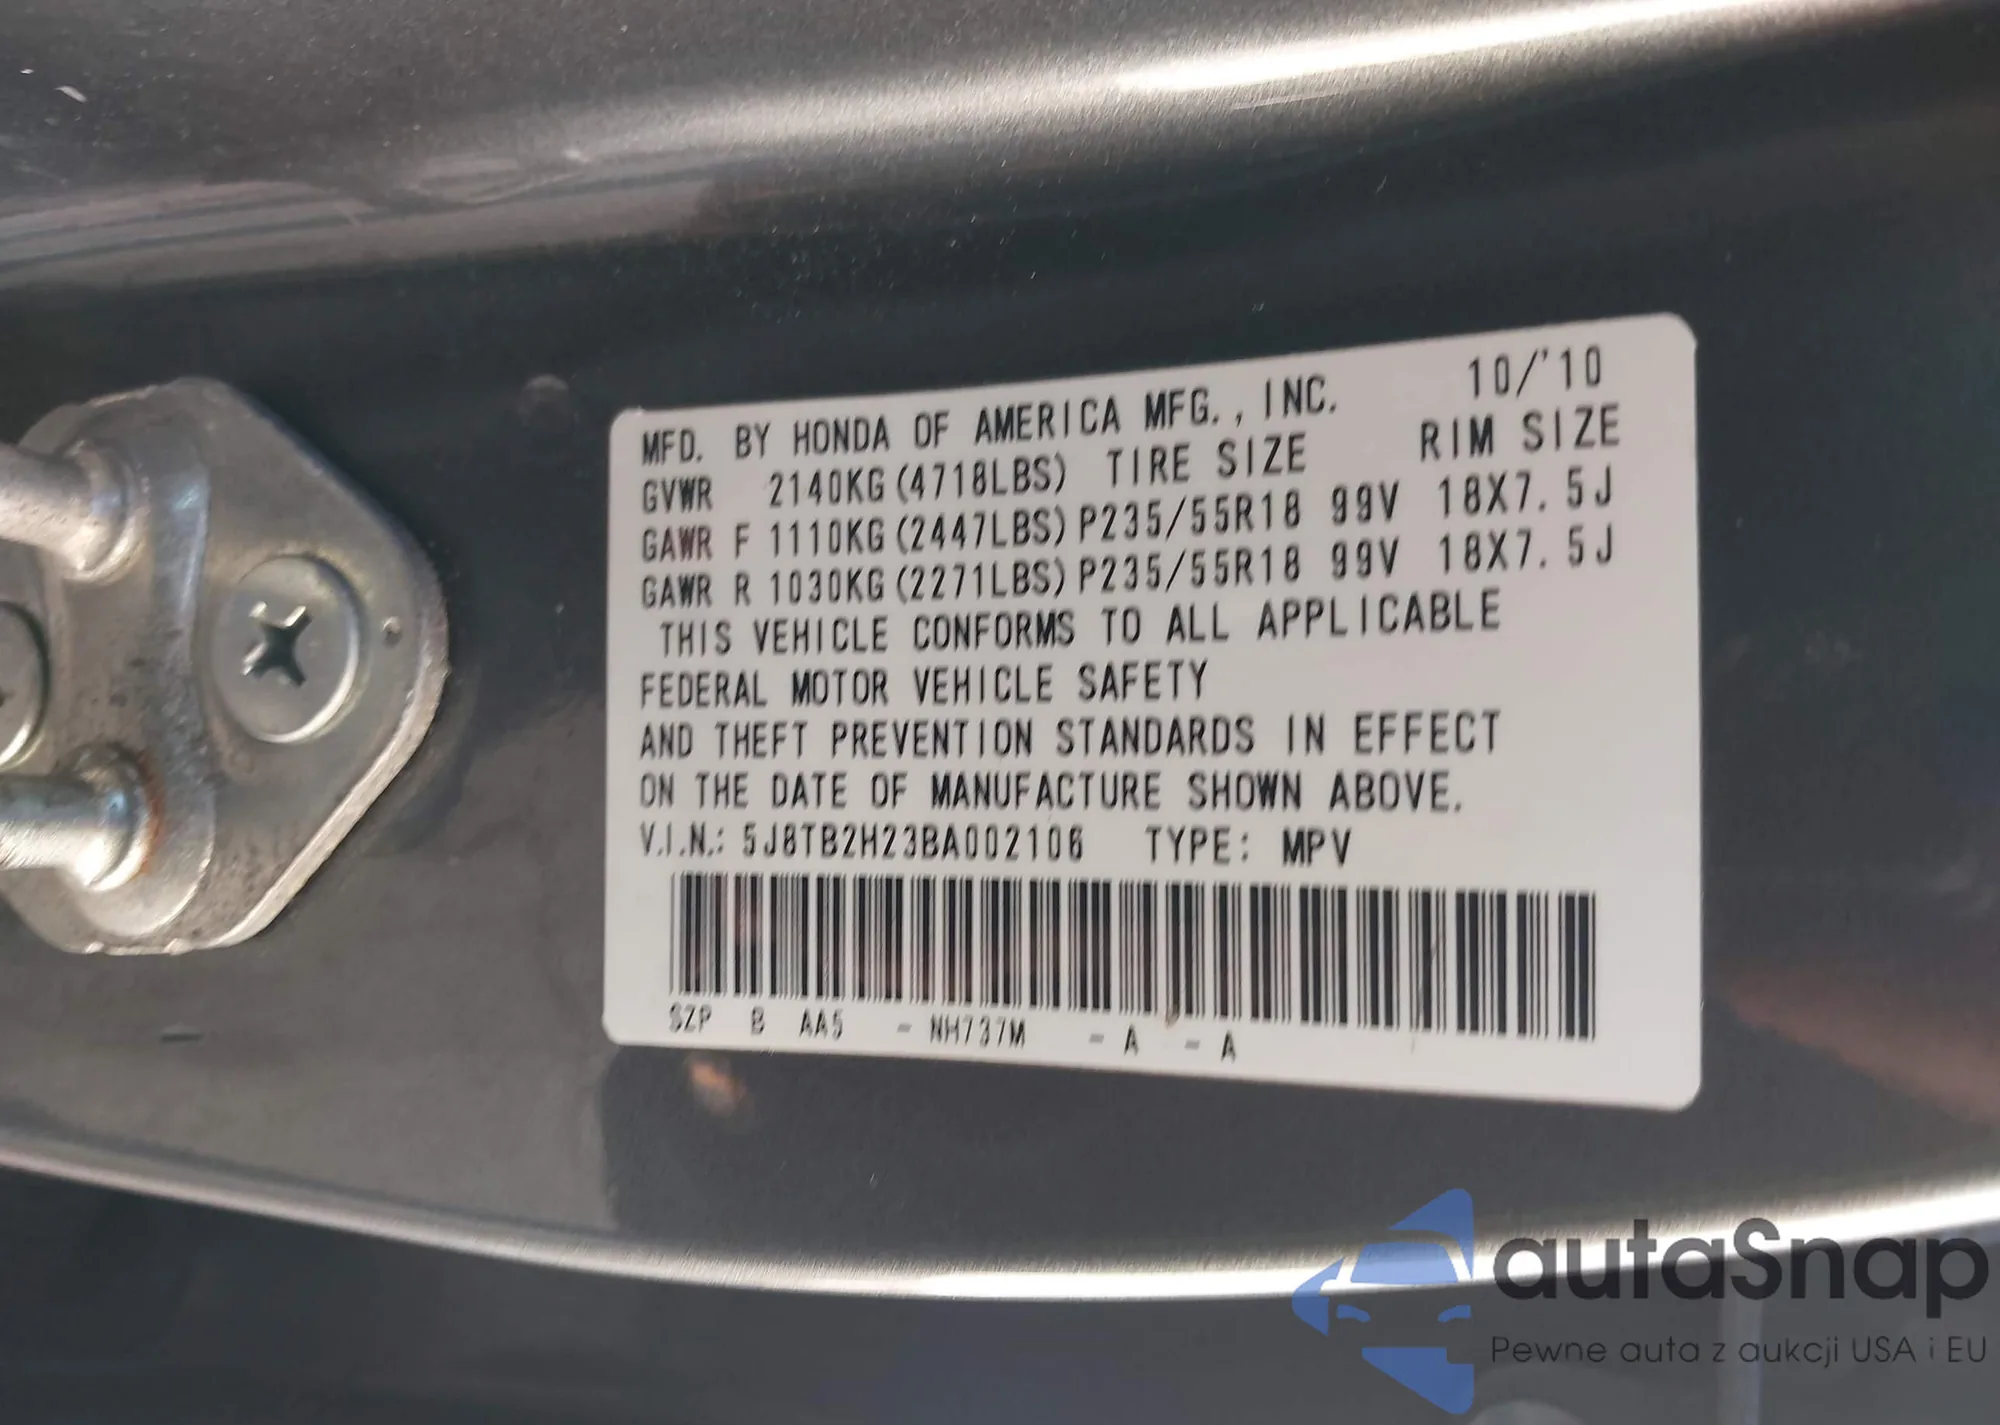 MFD. BY HONDA OF AMERICA MFG., INC. 10/'10
GVWR 2140KG (4718LBS) TIRE SIZE RIM SIZE
GAWR F 1110KG (2447LBS) P235/55R18 99V 18X7.5J
GAWR R 1030KG (2271LBS) P235/55R18 99V 18X7.5J
THIS VEHICLE CONFORMS TO ALL APPLICABLE
FEDERAL MOTOR VEHICLE SAFETY
AND THEFT PREVENTION STANDARDS IN EFFECT
ON THE DATE OF MANUFACTURE SHOWN ABOVE.
V.I.N.: 5J8TB2H23BA002106 TYPE: MPV
SZP B AA5 - NH737M - A - A
autaSnap
Pewne auta z aukcji USA i EU